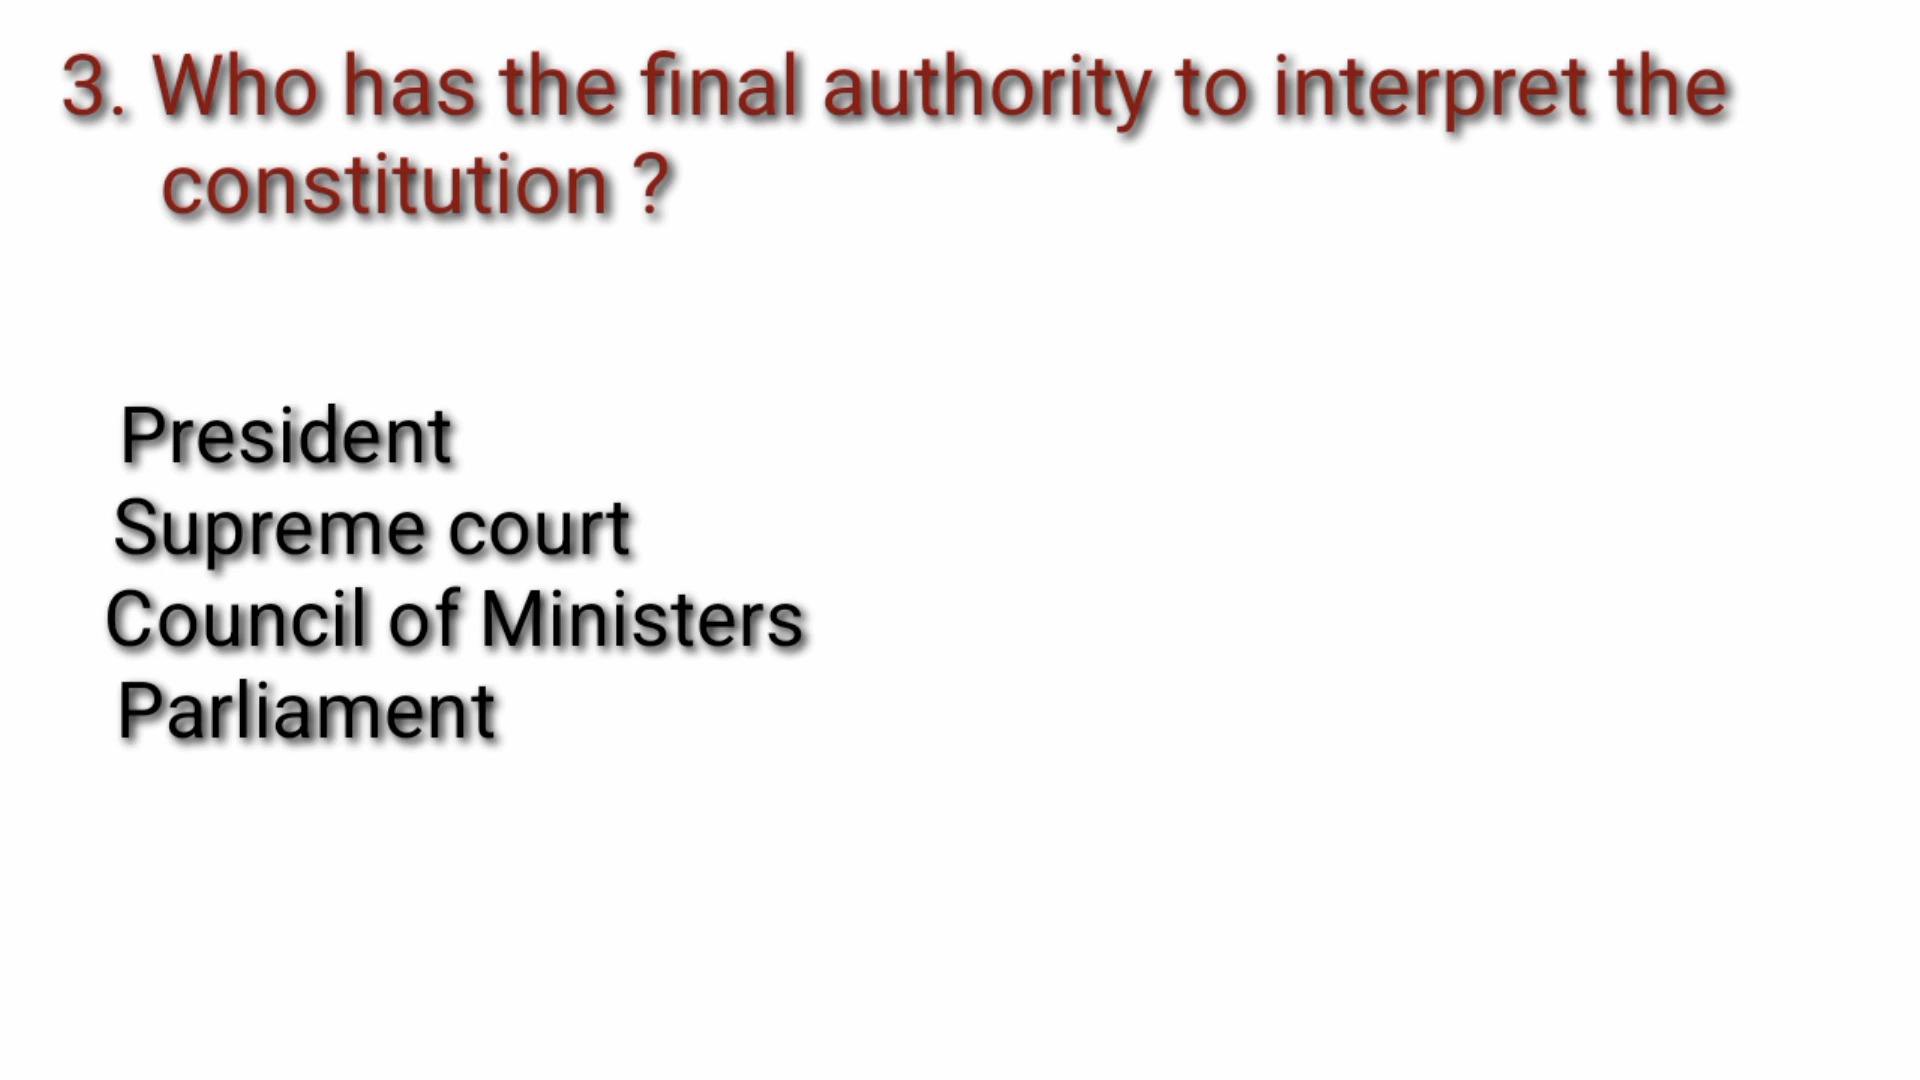 3. Who has the final authority to interpret the
constitution ?
President
Supreme court
Council of Ministers
Parliament